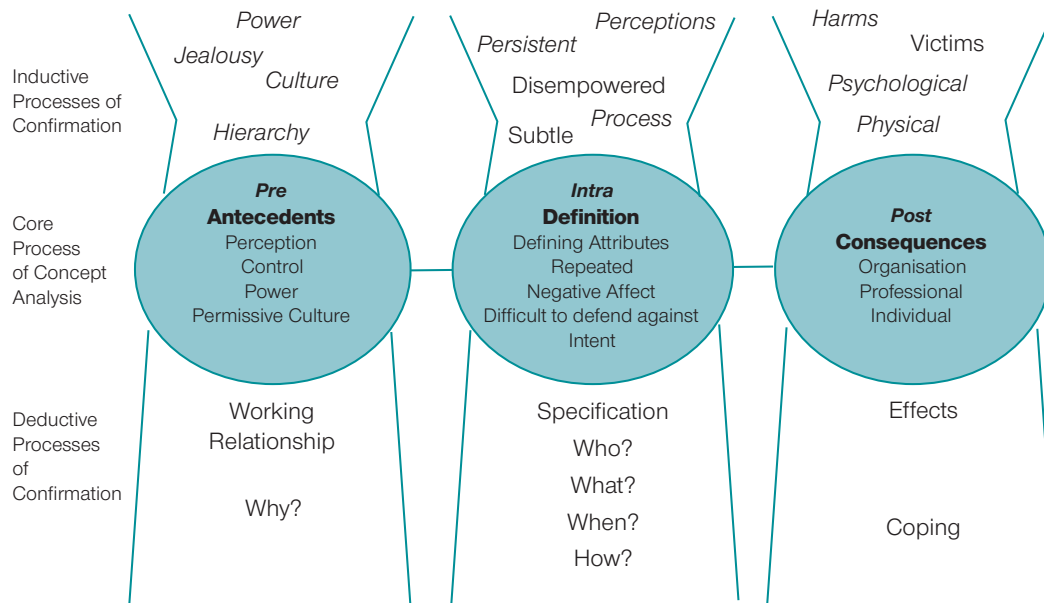 Inductive
Processes of
Confirmation
Power
Jealousy
Culture
Hierarchy
Perceptions
Persistent
Disempowered
Process
Subtle
Harms
Victims
Psychological
Physical
Core
Process
of Concept
Analysis
Pre
Antecedents
Perception
Control
Power
Permissive Culture
Intra
Definition
Defining Attributes
Repeated
Negative Affect
Difficult to defend against
Intent
Post
Consequences
Organisation
Professional
Individual
Deductive
Processes
of
Confirmation
Working
Relationship
Why?
Specification
Who?
What?
When?
How?
Effects
Coping